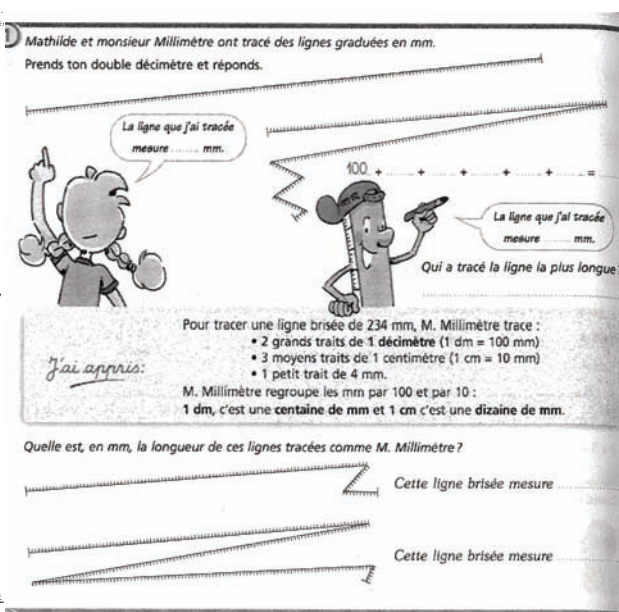 1 Mathilde et monsieur Millimètre ont tracé des lignes graduées en mm.
Prends ton double décimètre et réponds.
La ligne que j'ai tracée
mesure ........ mm.
100 + ........ + ........ + ........ + ........ + ........ = ........
La ligne que j'ai tracée
mesure ........ mm.
Qui a tracé la ligne la plus longue ?
J'ai appris:
Pour tracer une ligne brisée de 234 mm, M. Millimètre trace :
• 2 grands traits de 1 décimètre (1 dm = 100 mm)
• 3 moyens traits de 1 centimètre (1 cm = 10 mm)
• 1 petit trait de 4 mm.
M. Millimètre regroupe les mm par 100 et par 10 :
1 dm, c'est une centaine de mm et 1 cm c'est une dizaine de mm.
Quelle est, en mm, la longueur de ces lignes tracées comme M. Millimètre ?
Cette ligne brisée mesure ........
Cette ligne brisée mesure ........